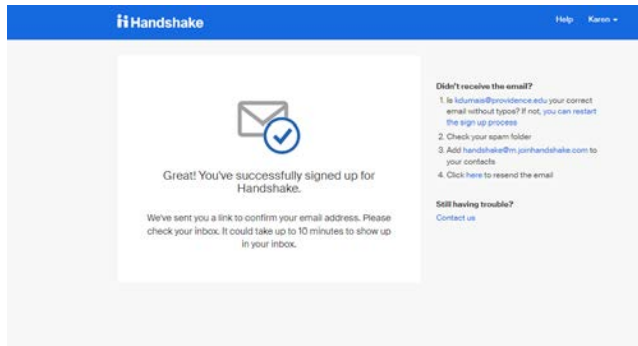 Handshake
Help Karen
Great! You've successfully signed up for
Handshake.
We've sent you a link to confirm your email address. Please
check your inbox. It could take up to 10 minutes to show up
in your inbox.
Didn't receive the email?
1. Is kdumais@providence.edu your correct
email without typos? If not, you can restart
the sign up process
2. Check your spam folder
3. Add handshake@m.joinhandshake.com to
your contacts
4. Click here to resend the email
Still having trouble?
Contact us